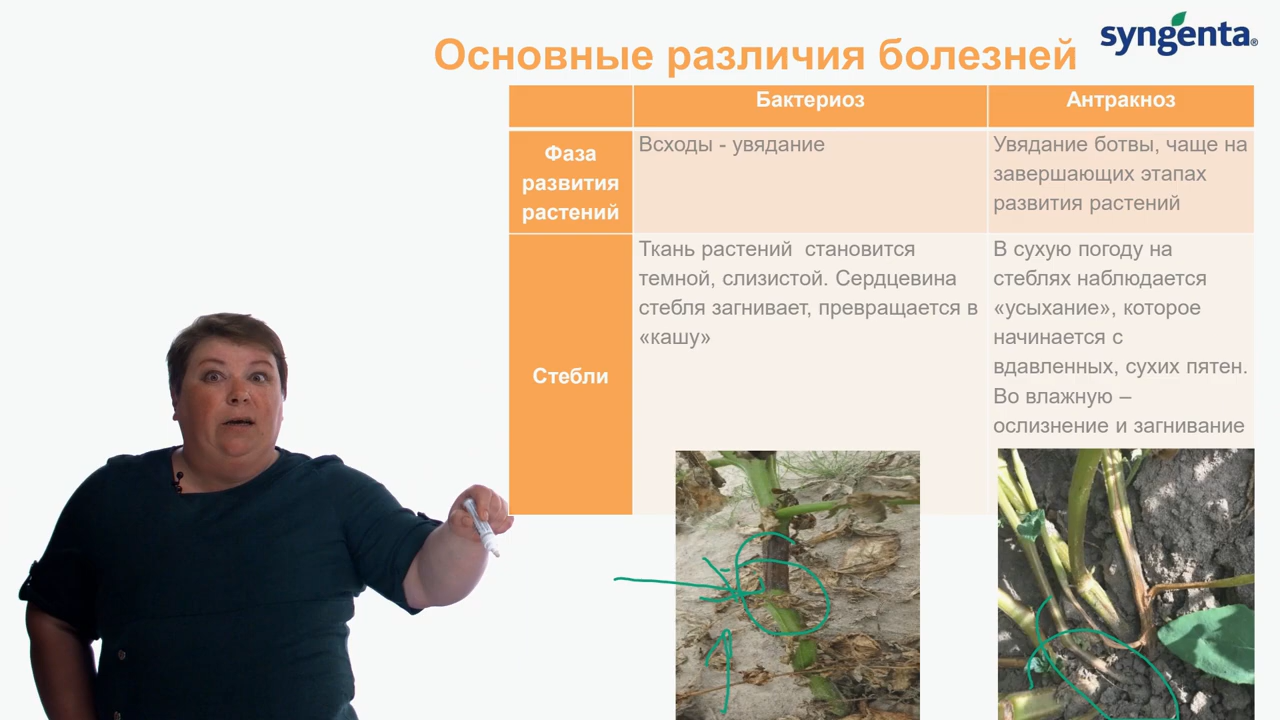 Основные различия болезней
syngenta®
Бактериоз
Антракноз
Фаза
развития
растений
Всходы - увядание
Увядание ботвы, чаще на
завершающих этапах
развития растений
Стебли
Ткань растений становится
темной, слизистой. Сердцевина
стебля загнивает, превращается в
«кашу»
В сухую погоду на
стеблях наблюдается
«усыхание», которое
начинается с
вдавленных, сухих пятен.
Во влажную –
ослизнение и загнивание